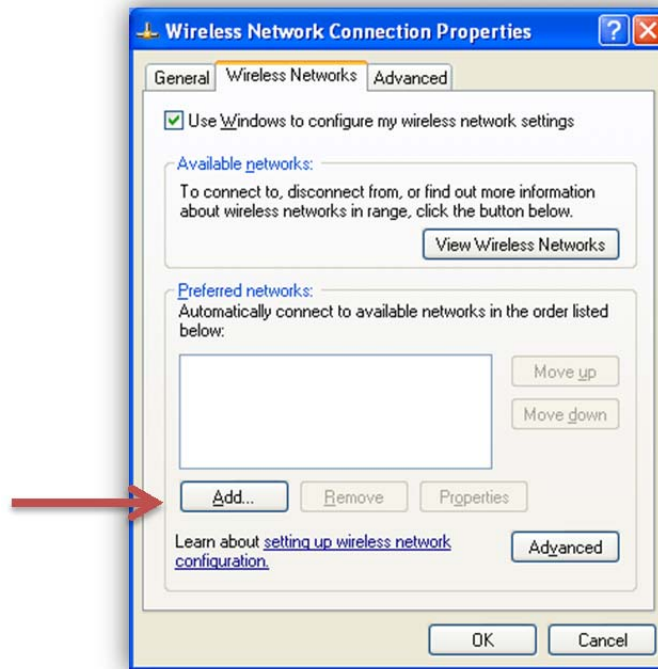 Wireless Network Connection Properties
General Wireless Networks Advanced
Use Windows to configure my wireless network settings
Available networks:
To connect to, disconnect from, or find out more information
about wireless networks in range, click the button below.
View Wireless Networks
Preferred networks:
Automatically connect to available networks in the order listed
below:
Move up
Move down
Add... Remove Properties
Learn about setting up wireless network
configuration.
Advanced
OK Cancel